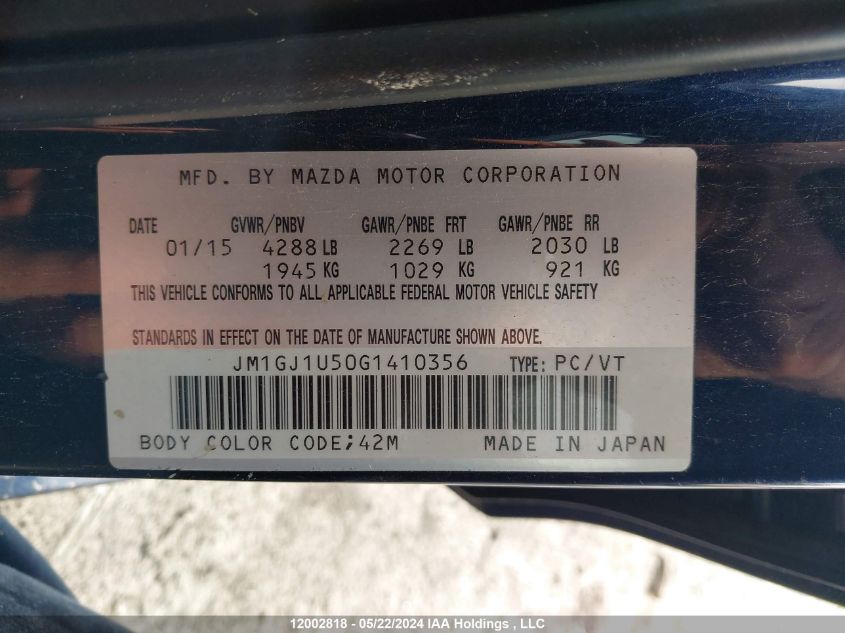 MFD. BY MAZDA MOTOR CORPORATION
DATE GVWR/PNBV GAWR/PNBE FRT GAWR/PNBE RR
01/15 4288 LB 2269 LB 2030 LB
1945 KG 1029 KG 921 KG
THIS VEHICLE CONFORMS TO ALL APPLICABLE FEDERAL MOTOR VEHICLE SAFETY
STANDARDS IN EFFECT ON THE DATE OF MANUFACTURE SHOWN ABOVE.
JM1GJ1U50G1410356 TYPE: PC/VT
BODY COLOR CODE;42M MADE IN JAPAN
12002818 - 05/22/2024 IAA Holdings , LLC